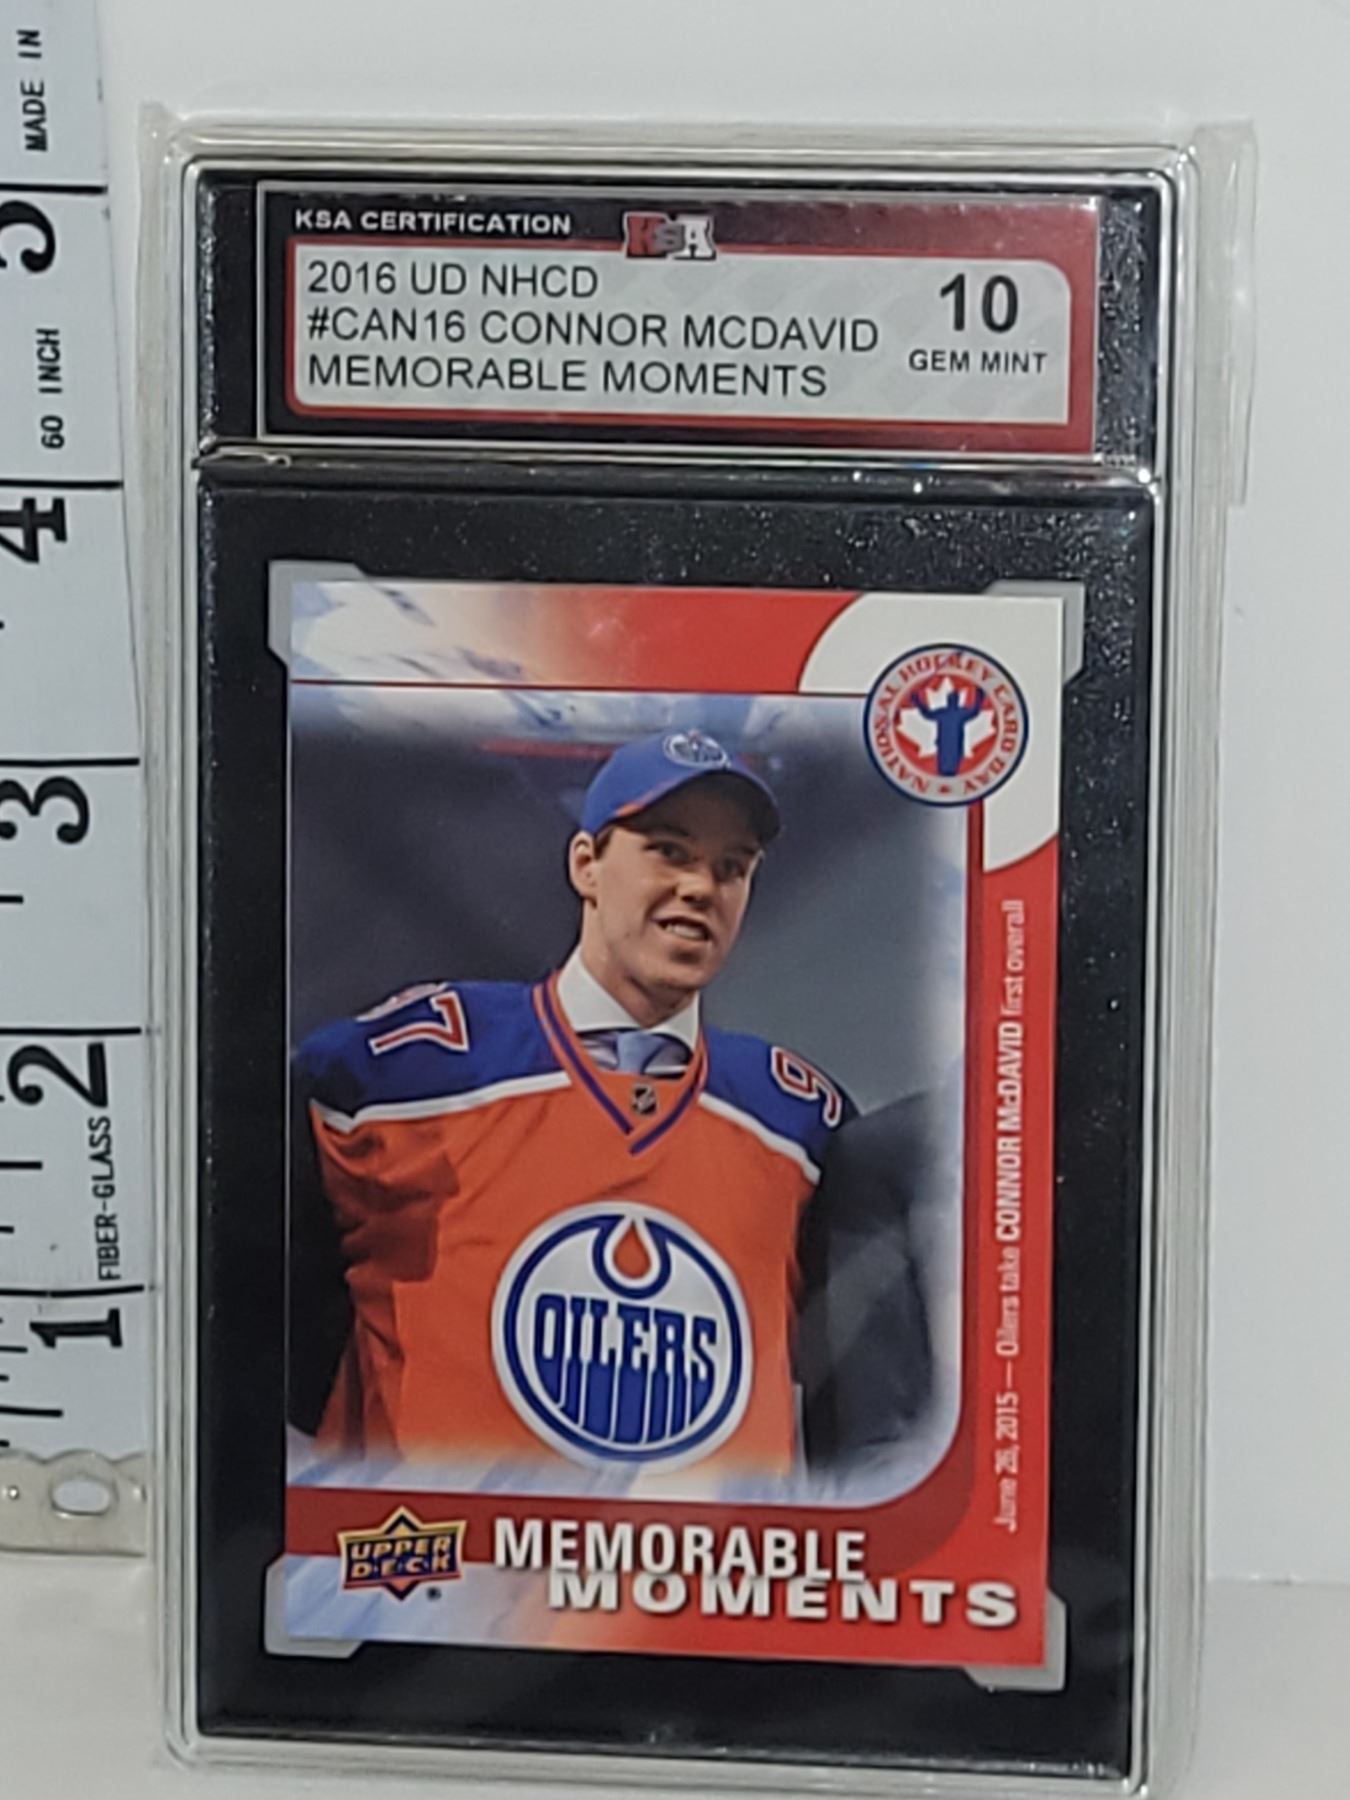 MADE IN
5
60 INCH
4
3
2
FIBER-GLASS
1
KSA CERTIFICATION
KSA
2016 UD NHCD
#CAN16 CONNOR MCDAVID
MEMORABLE MOMENTS
10
GEM MINT
NATIONAL HOCKEY CARD DAY
97
9
OILERS
June 26, 2015 — Oilers take CONNOR McDAVID first overall
UPPER
DECK
MEMORABLE
MOMENTS